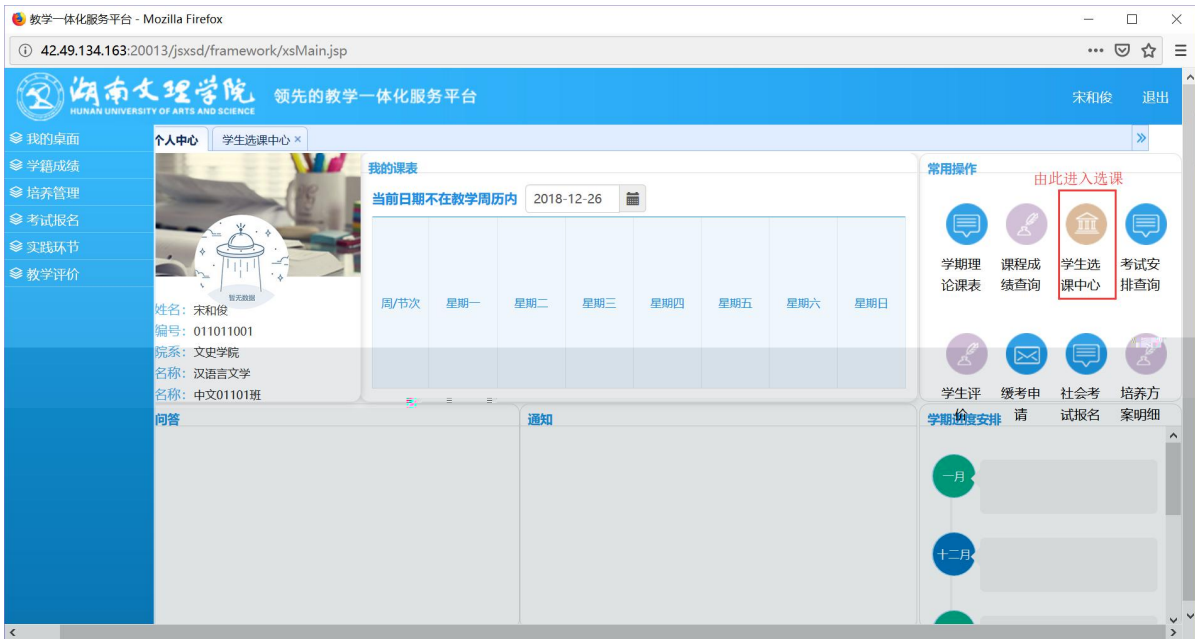 教学一体化服务平台 - Mozilla Firefox
42.49.134.163:20013/jsxsd/framework/xsMain.jsp
湖南文理学院
HUNAN UNIVERSITY OF ARTS AND SCIENCE
领先的教学一体化服务平台
宋和俊 退出
我的桌面
学籍成绩
培养管理
考试报名
实践环节
教学评价
个人中心 学生选课中心 ×
暂无数据
姓名：宋和俊
编号：011011001
院系：文史学院
名称：汉语言文学
名称：中文01101班
我的课表
当前日期不在教学周历内 2018-12-26
周/节次 星期一 星期二 星期三 星期四 星期五 星期六 星期日
常用操作
由此进入选课
学期理论课表
课程成绩查询
学生选课中心
考试安排查询
学生评价
缓考申请
社会考试报名
培养方案明细
问答
通知
学期进度安排
一月
十二月